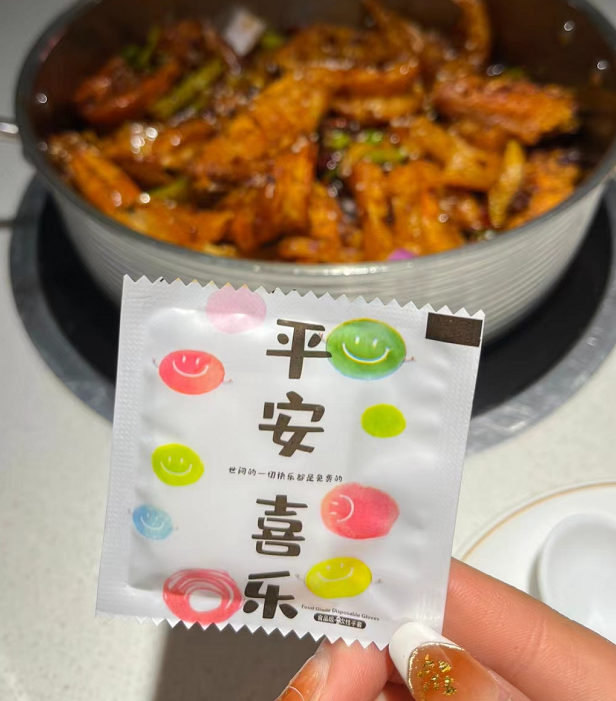 平安喜乐
世间的一切快乐都是免费的
Food Grade Disposable Gloves
食品级一次性手套